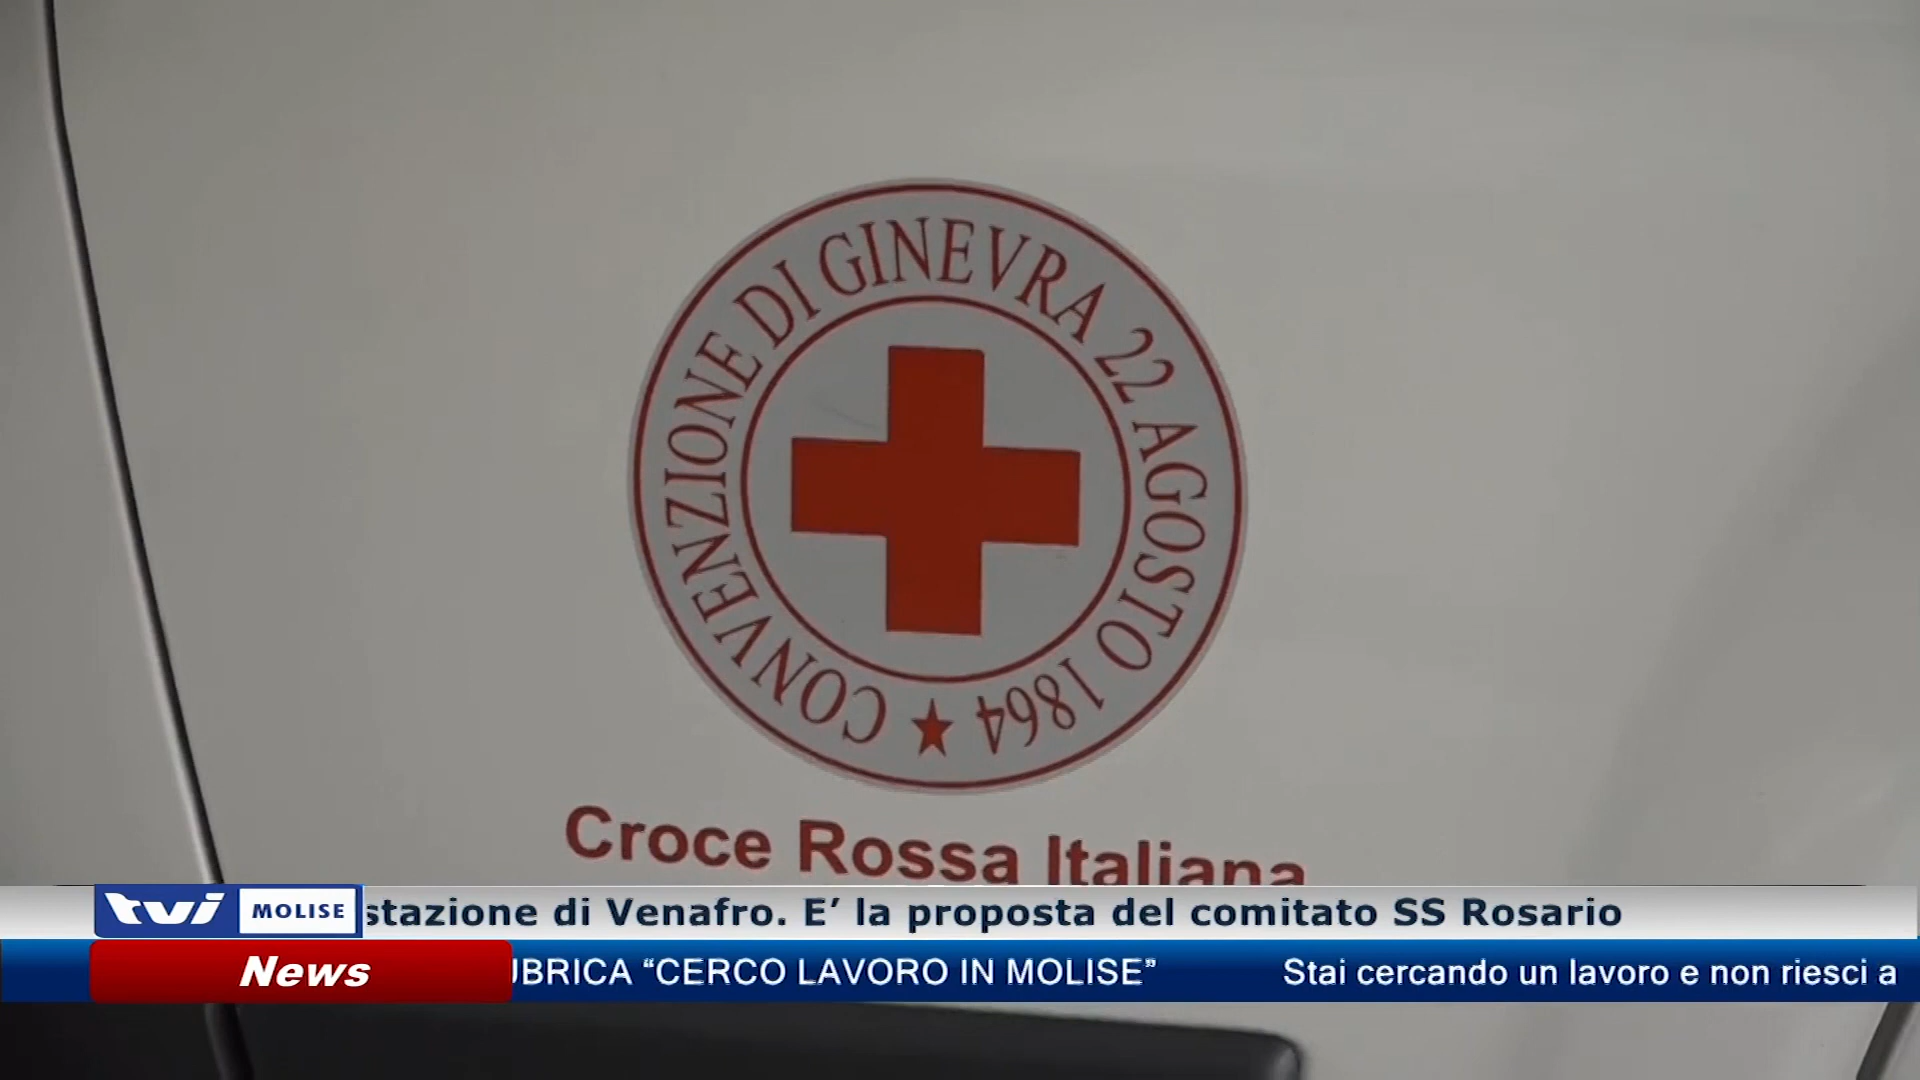 CONVENZIONE DI GINEVRA 22 AGOSTO 1864
Croce Rossa Italiana
tvi MOLISE
stazione di Venafro. E’ la proposta del comitato SS Rosario
News
UBRICA “CERCO LAVORO IN MOLISE” Stai cercando un lavoro e non riesci a